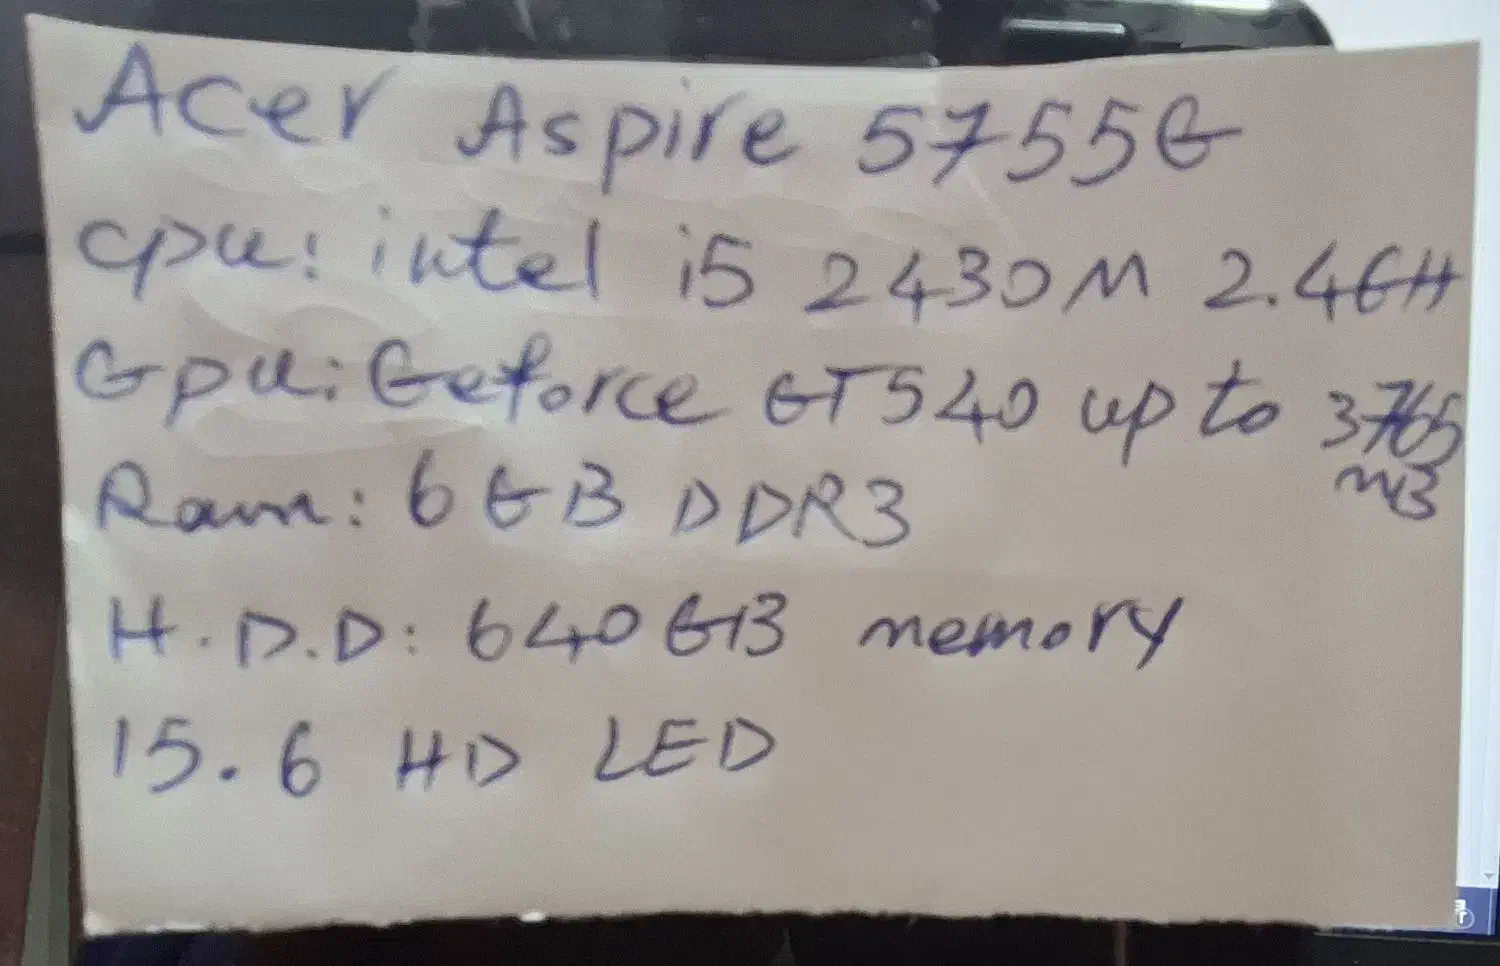 Acer Aspire 5755G
cpu: intel i5 2430M 2.4GH
Gpu: Geforce GT540 up to 3765
MB
Ram: 6GB DDR3
H.D.D: 640GB memory
15.6 HD LED